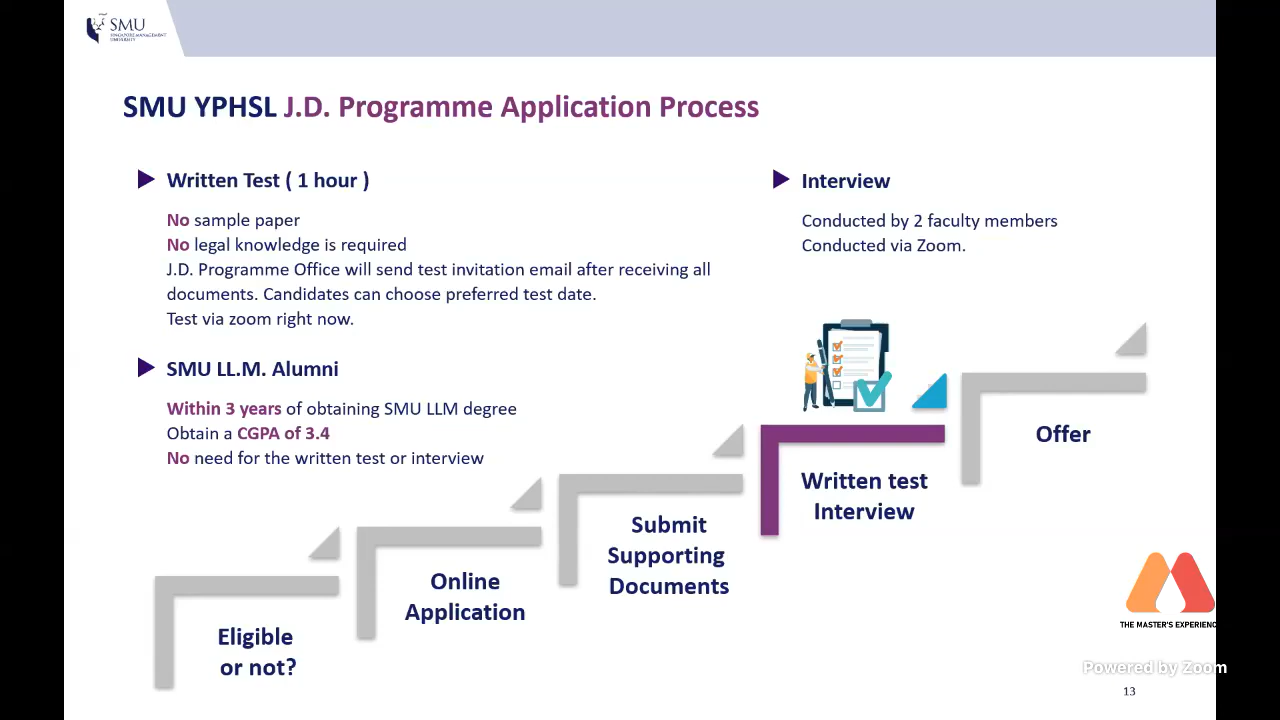 SMU
SINGAPORE MANAGEMENT
UNIVERSITY
SMU YPHSL J.D. Programme Application Process
Written Test ( 1 hour )
No sample paper
No legal knowledge is required
J.D. Programme Office will send test invitation email after receiving all
documents. Candidates can choose preferred test date.
Test via zoom right now.
SMU LL.M. Alumni
Within 3 years of obtaining SMU LLM degree
Obtain a CGPA of 3.4
No need for the written test or interview
Interview
Conducted by 2 faculty members
Conducted via Zoom.
Eligible
or not?
Online
Application
Submit
Supporting
Documents
Written test
Interview
Offer
THE MASTER'S EXPERIENC
Powered by Zoom
13